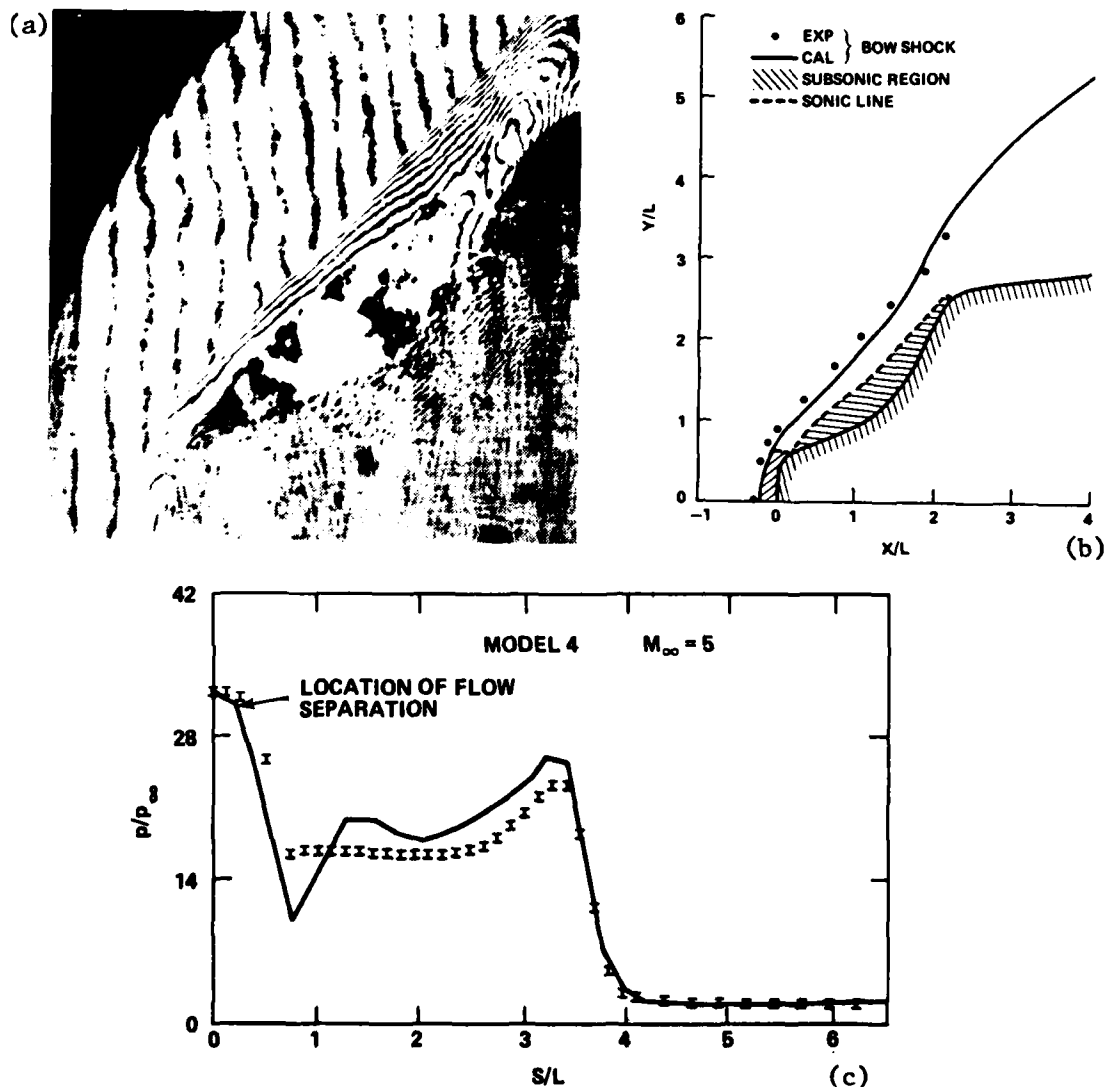 (a)
6
5
4
3
2
1
0
Y/L
EXP
CAL
BOW SHOCK
SUBSONIC REGION
SONIC LINE
−1
0
1
2
3
4
X/L
(b)
42
28
14
0
p/p∞
MODEL 4 M∞ = 5
LOCATION OF FLOW
SEPARATION
0
1
2
3
4
5
6
S/L
(c)